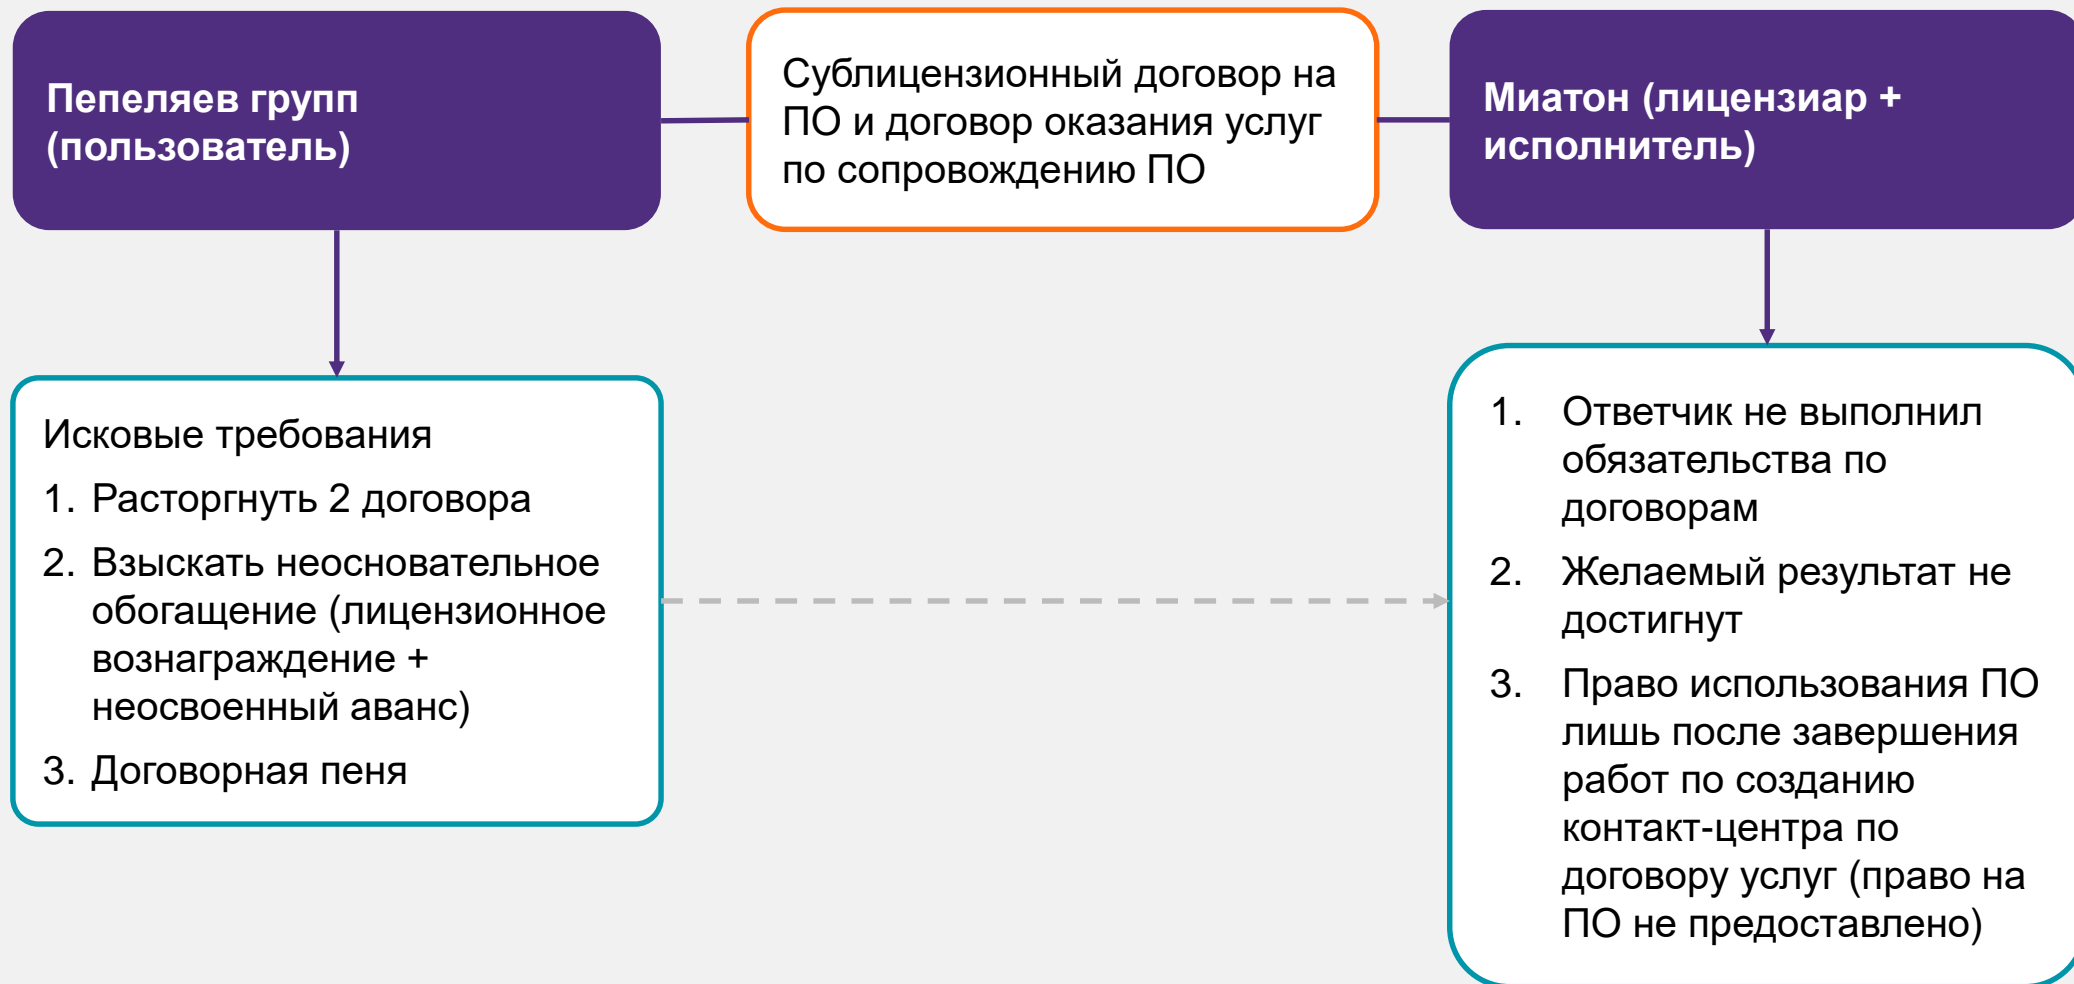 Пепеляев групп
(пользователь)
Сублицензионный договор на
ПО и договор оказания услуг
по сопровождению ПО
Миатон (лицензиар +
исполнитель)
Исковые требования
1. Расторгнуть 2 договора
2. Взыскать неосновательное
обогащение (лицензионное
вознаграждение +
неосвоенный аванс)
3. Договорная пеня
1. Ответчик не выполнил
обязательства по
договорам
2. Желаемый результат не
достигнут
3. Право использования ПО
лишь после завершения
работ по созданию
контакт-центра по
договору услуг (право на
ПО не предоставлено)